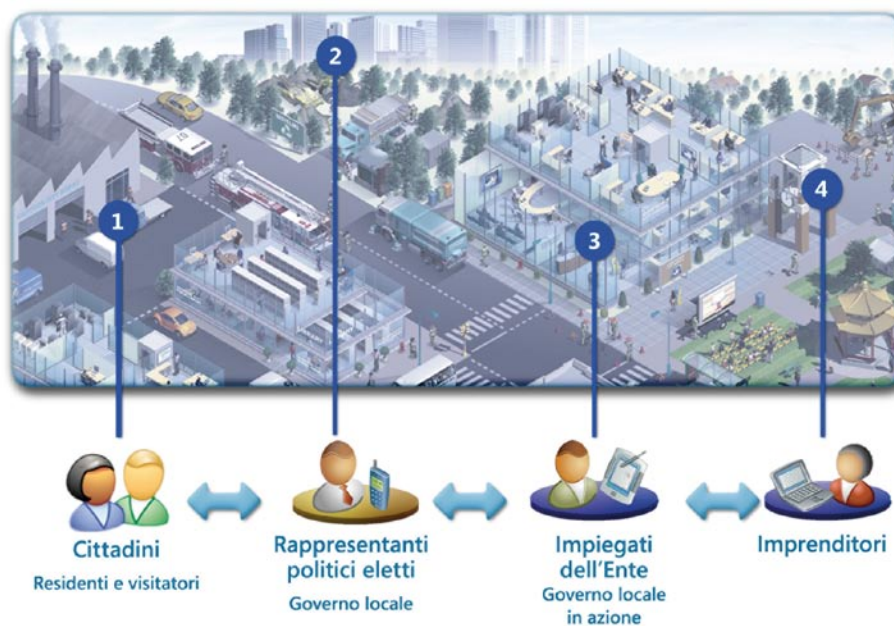 1
2
3
4
Cittadini
Residenti e visitatori
Rappresentanti
politici eletti
Governo locale
Impiegati
dell'Ente
Governo locale
in azione
Imprenditori